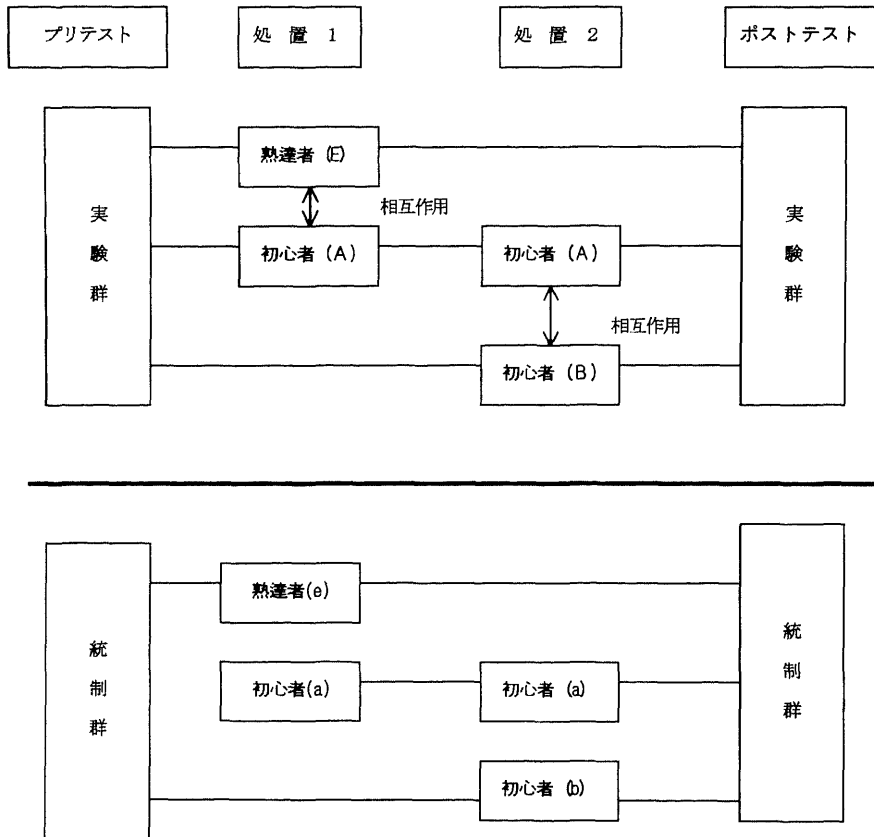 プリテスト
処置1
処置2
ポストテスト
実験群
熟達者(E)
相互作用
初心者(A)
初心者(A)
相互作用
初心者(B)
実験群
統制群
熟達者(e)
初心者(a)
初心者(a)
初心者(b)
統制群